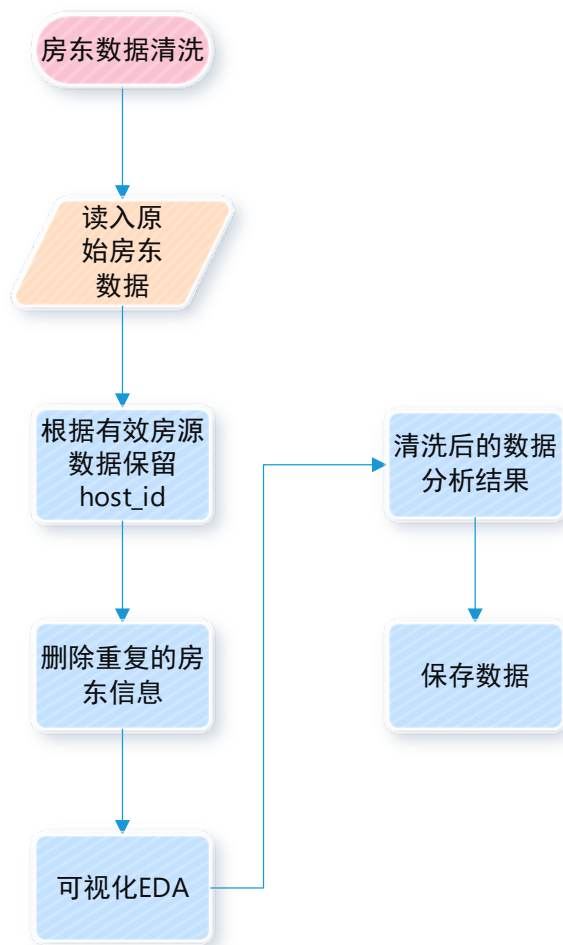 房东数据清洗
读入原
始房东
数据
根据有效房源
数据保留
host_id
删除重复的房
东信息
可视化EDA
清洗后的数据
分析结果
保存数据